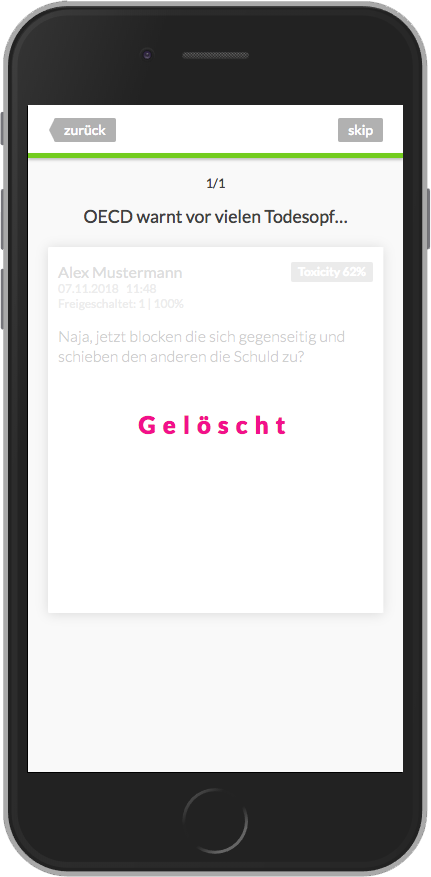 zurück
skip
1/1
OECD warnt vor vielen Todesopf...
Alex Mustermann
Toxicity 62%
07.11.2018 11:48
Freigeschaltet: 1 | 100%
Naja, jetzt blocken die sich gegenseitig und
schieben den anderen die Schuld zu?
Gelöscht